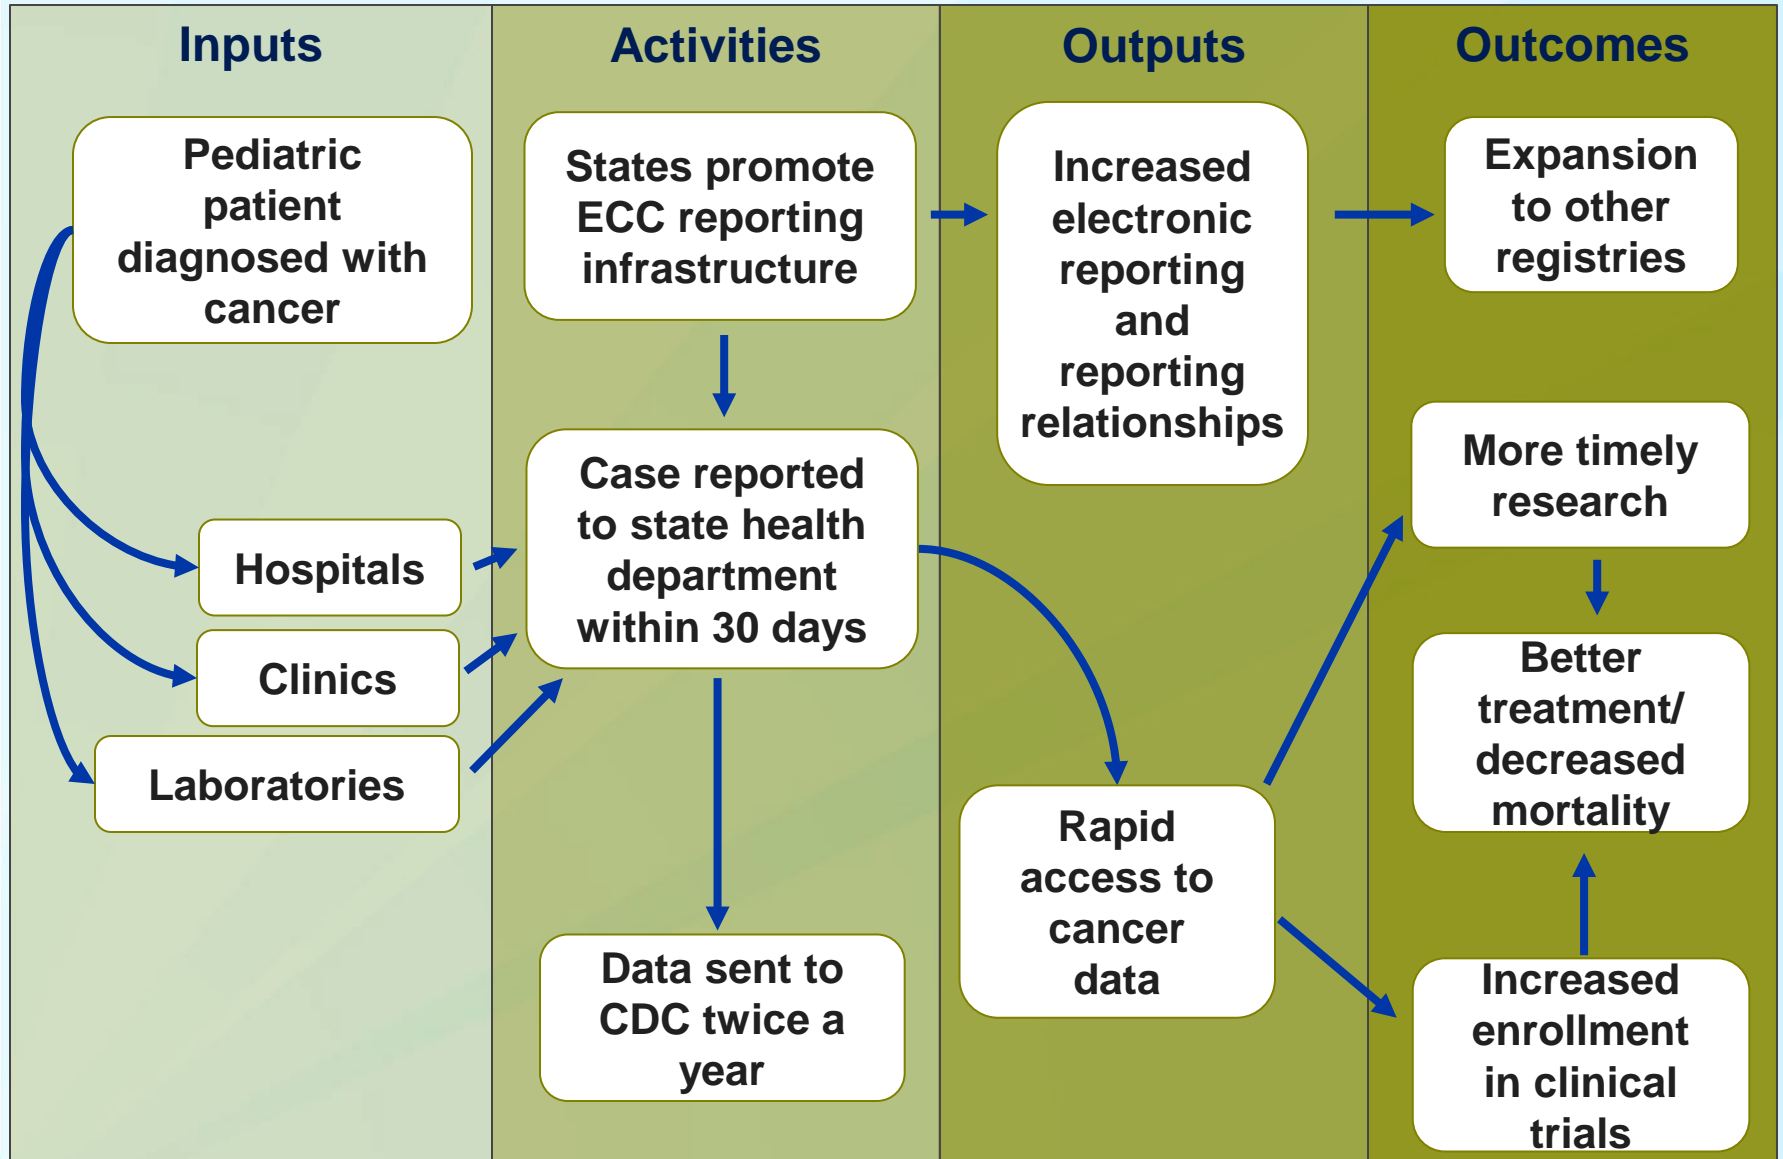 Inputs
Activities
Outputs
Outcomes
Pediatric
patient
diagnosed with
cancer
Hospitals
Clinics
Laboratories
States promote
ECC reporting
infrastructure
Case reported
to state health
department
within 30 days
Data sent to
CDC twice a
year
Increased
electronic
reporting
and
reporting
relationships
Rapid
access to
cancer
data
Expansion
to other
registries
More timely
research
Better
treatment/
decreased
mortality
Increased
enrollment
in clinical
trials